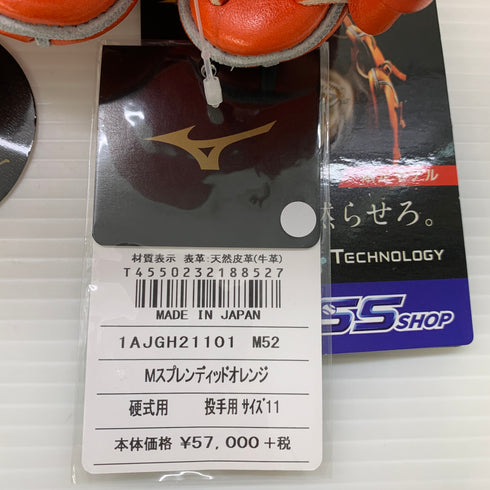 材質表示 表革:天然皮革(牛革)
T4550232188527
MADE IN JAPAN
1AJGH21101 M52
Mスプレンディッドオレンジ
硬式用 投手用 サイズ11
本体価格 ¥57,000+税
らせろ。
TECHNOLOGY
SS SHOP